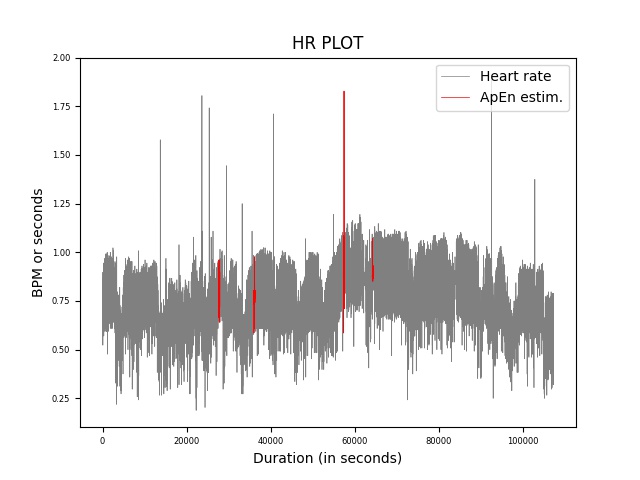 HR PLOT
Heart rate
ApEn estim.
BPM or seconds
2.00
1.75
1.50
1.25
1.00
0.75
0.50
0.25
0 20000 40000 60000 80000 100000
Duration (in seconds)